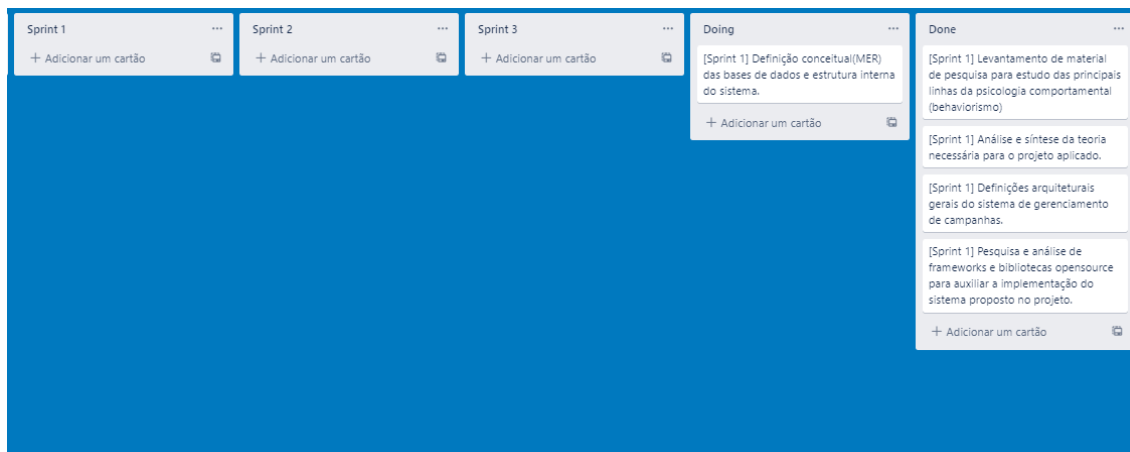 Sprint 1
+ Adicionar um cartão
Sprint 2
+ Adicionar um cartão
Sprint 3
+ Adicionar um cartão
Doing
[Sprint 1] Definição conceitual(MER)
das bases de dados e estrutura interna
do sistema.
+ Adicionar um cartão
Done
[Sprint 1] Levantamento de material
de pesquisa para estudo das principais
linhas da psicologia comportamental
(behaviorismo)
[Sprint 1] Análise e síntese da teoria
necessária para o projeto aplicado.
[Sprint 1] Definições arquiteturais
gerais do sistema de gerenciamento
de campanhas.
[Sprint 1] Pesquisa e análise de
frameworks e bibliotecas opensource
para auxiliar a implementação do
sistema proposto no projeto.
+ Adicionar um cartão